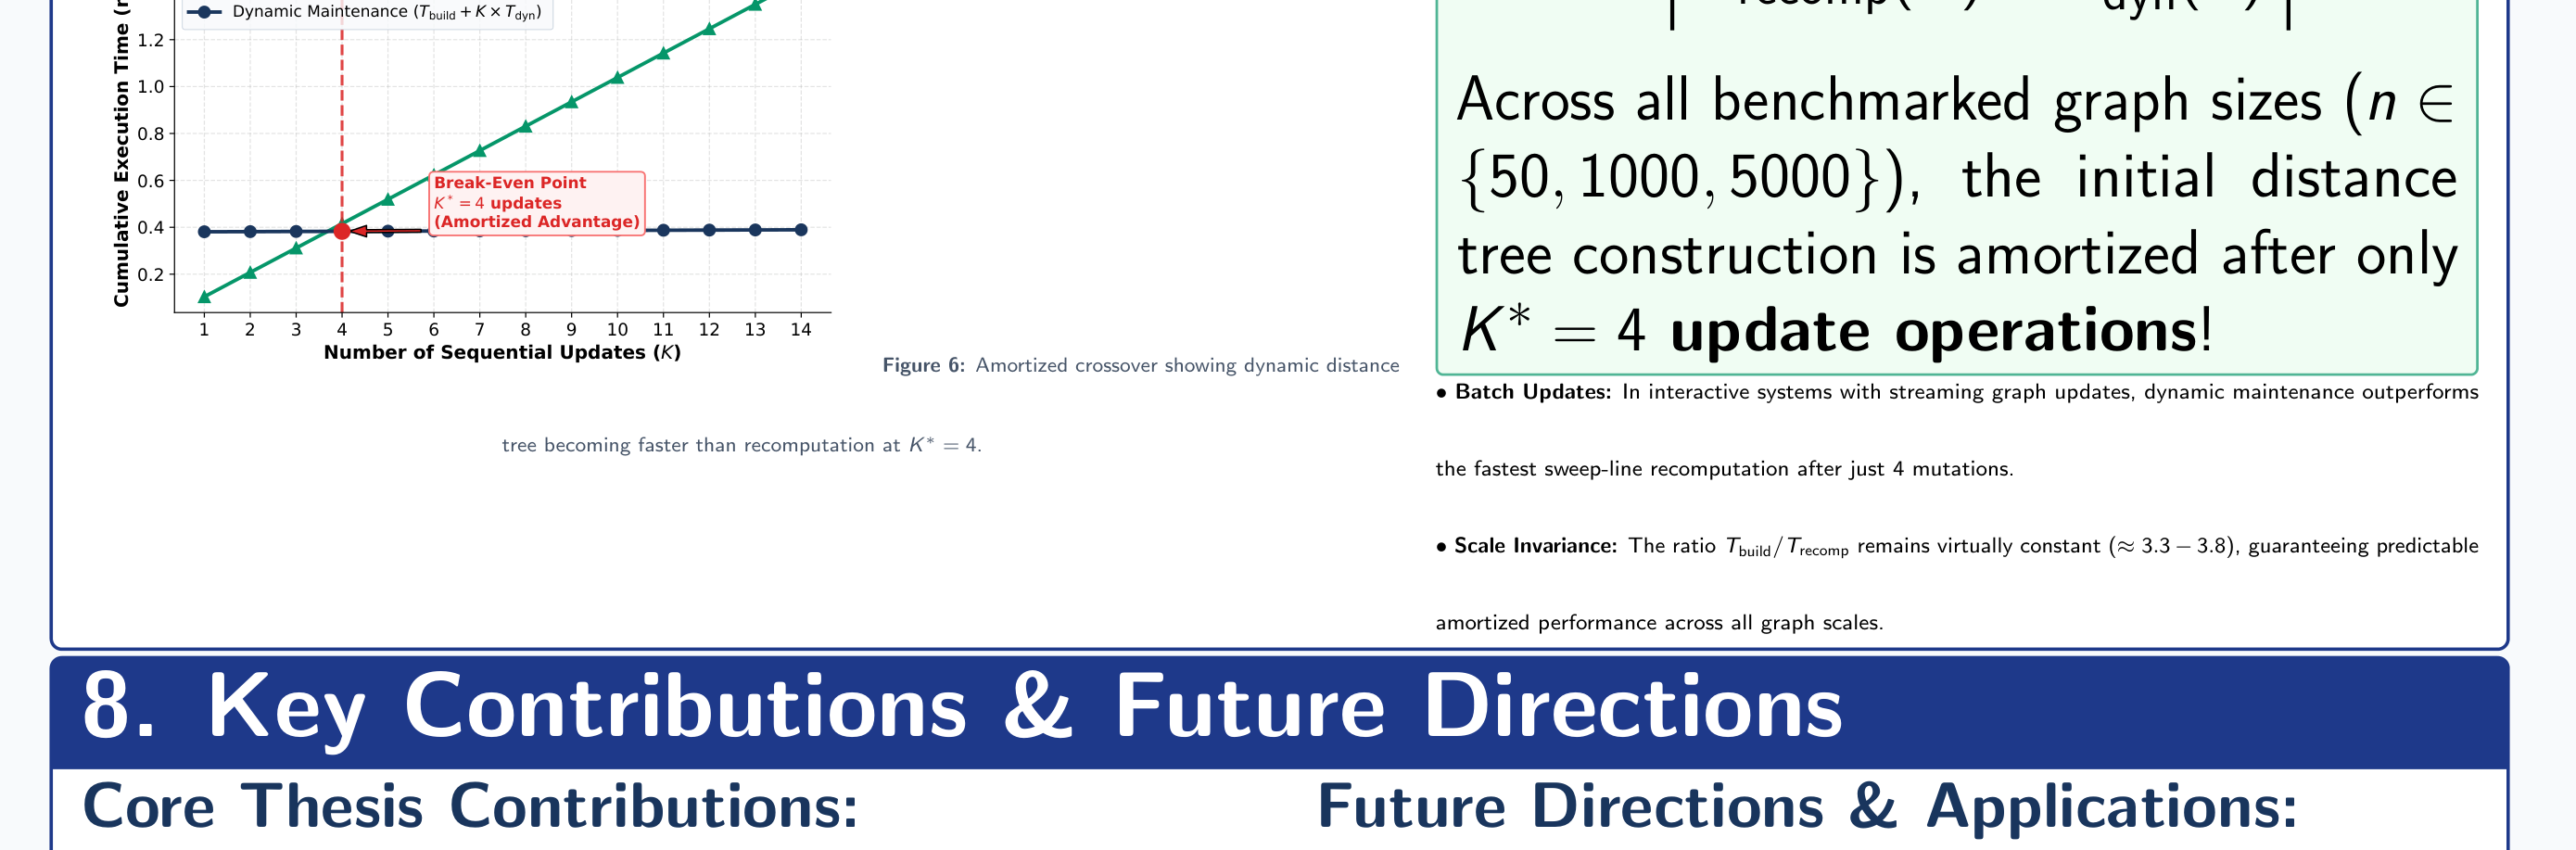 Dynamic Maintenance (T_build + K × T_dyn)
Cumulative Execution Time (
1.2
1.0
0.8
0.6
0.4
0.2
Break-Even Point
K* = 4 updates
(Amortized Advantage)
1 2 3 4 5 6 7 8 9 10 11 12 13 14
Number of Sequential Updates (K)
Figure 6: Amortized crossover showing dynamic distance
tree becoming faster than recomputation at K* = 4.
Across all benchmarked graph sizes (n ∈
{50, 1000, 5000}), the initial distance
tree construction is amortized after only
K* = 4 update operations!
• Batch Updates: In interactive systems with streaming graph updates, dynamic maintenance outperforms
the fastest sweep-line recomputation after just 4 mutations.
• Scale Invariance: The ratio T_build/T_recomp remains virtually constant (≈ 3.3 – 3.8), guaranteeing predictable
amortized performance across all graph scales.
8. Key Contributions & Future Directions
Core Thesis Contributions:
Future Directions & Applications: